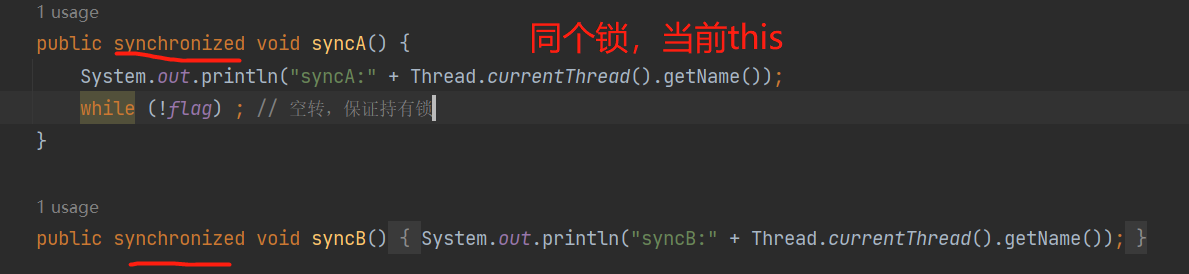 1 usage
public synchronized void syncA() {
同个锁，当前this
System.out.println("syncA:" + Thread.currentThread().getName());
while (!flag) ; // 空转，保证持有锁
}
1 usage
public synchronized void syncB() { System.out.println("syncB:" + Thread.currentThread().getName()); }